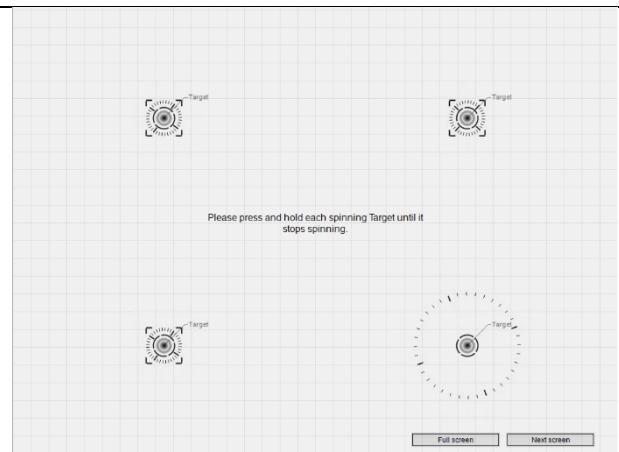 Target
Target
Please press and hold each spinning Target until it
stops spinning.
Target
Target
Full screen
Next screen